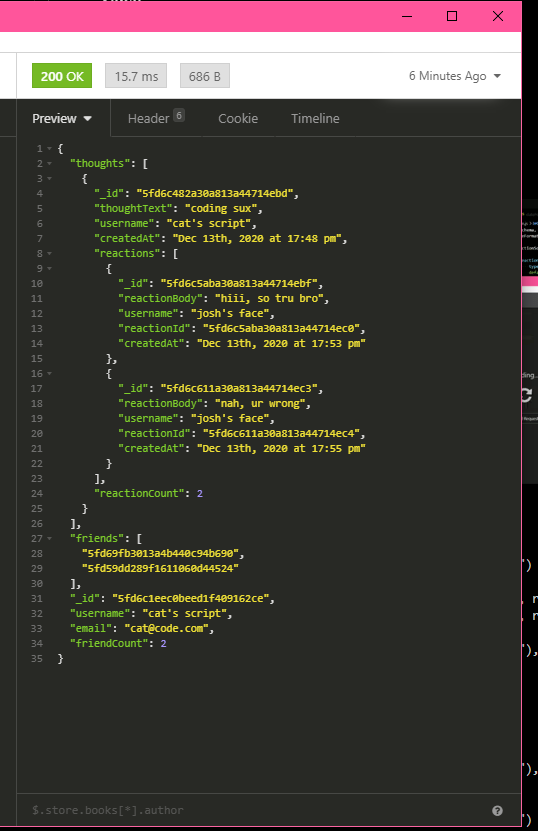 200 OK 15.7 ms 686 B 6 Minutes Ago
Preview Header 6 Cookie Timeline
1 {
2 "thoughts": [
3 {
4 "_id": "5fd6c482a30a813a44714ebd",
5 "thoughtText": "coding sux",
6 "username": "cat's script",
7 "createdAt": "Dec 13th, 2020 at 17:48 pm",
8 "reactions": [
9 {
10 "_id": "5fd6c5aba30a813a44714ebf",
11 "reactionBody": "hiii, so tru bro",
12 "username": "josh's face",
13 "reactionId": "5fd6c5aba30a813a44714ec0",
14 "createdAt": "Dec 13th, 2020 at 17:53 pm"
15 },
16 {
17 "_id": "5fd6c611a30a813a44714ec3",
18 "reactionBody": "nah, ur wrong",
19 "username": "josh's face",
20 "reactionId": "5fd6c611a30a813a44714ec4",
21 "createdAt": "Dec 13th, 2020 at 17:55 pm"
22 }
23 ],
24 "reactionCount": 2
25 }
26 ],
27 "friends": [
28 "5fd69fb3013a4b440c94b690",
29 "5fd59dd289f1611060d44524"
30 ],
31 "_id": "5fd6c1eec0beed1f409162ce",
32 "username": "cat's script",
33 "email": "cat@code.com",
34 "friendCount": 2
35 }
$.store.books[*].author